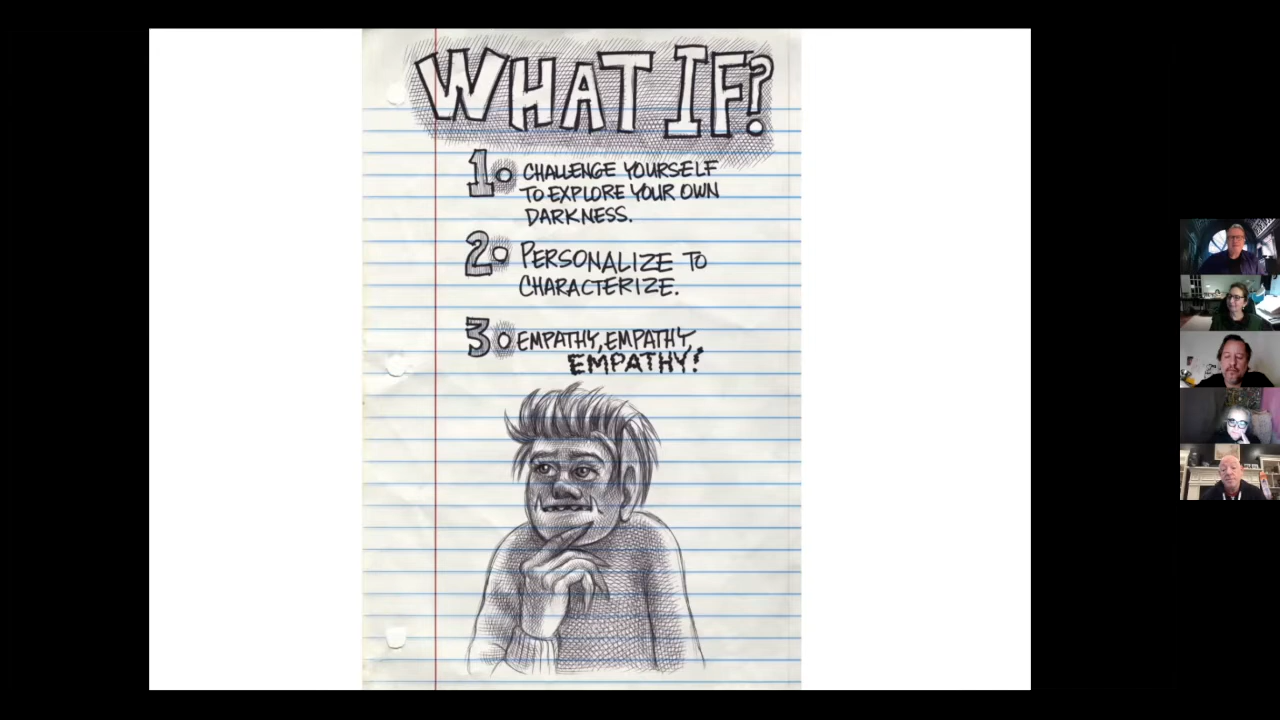 WHAT IF?
1. CHALLENGE YOURSELF
TO EXPLORE YOUR OWN
DARKNESS.
2. PERSONALIZE TO
CHARACTERIZE.
3. EMPATHY, EMPATHY,
EMPATHY!